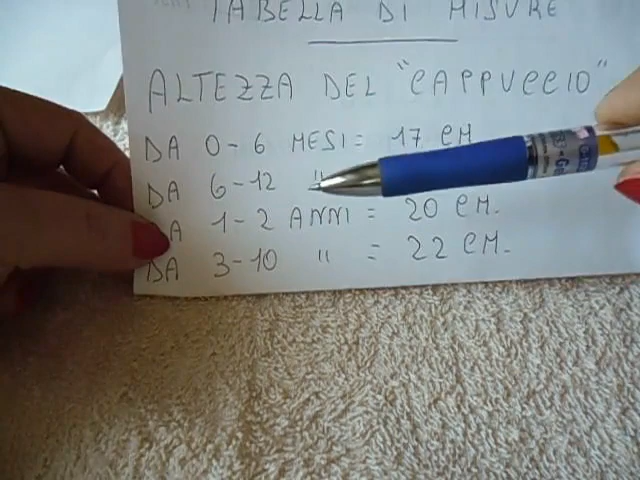 TABELLA DI MISURE
ALTEZZA DEL "CAPPUCCIO"
DA 0-6 MESI = 17 CM
DA 6-12 "
DA 1-2 ANNI = 20 CM.
DA 3-10 " = 22 CM.